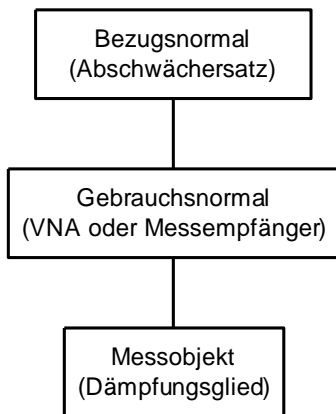 Bezugsnormal
(Abschwächersatz)
Gebrauchsnormal
(VNA oder Messempfänger)
Messobjekt
(Dämpfungsglied)